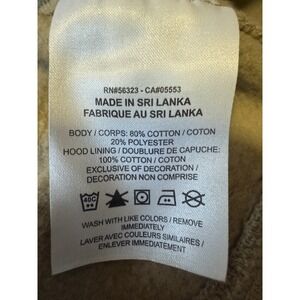 RN#56323 - CA#05553
MADE IN SRI LANKA
FABRIQUE AU SRI LANKA
BODY / CORPS: 80% COTTON / COTON
20% POLYESTER
HOOD LINING / DOUBLURE DE CAPUCHE:
100% COTTON / COTON
EXCLUSIVE OF DECORATION /
DECORATION NON COMPRISE
40C
WASH WITH LIKE COLORS / REMOVE
IMMEDIATELY
LAVER AVEC COULEURS SIMILAIRES /
ENLEVER IMMEDIATEMENT